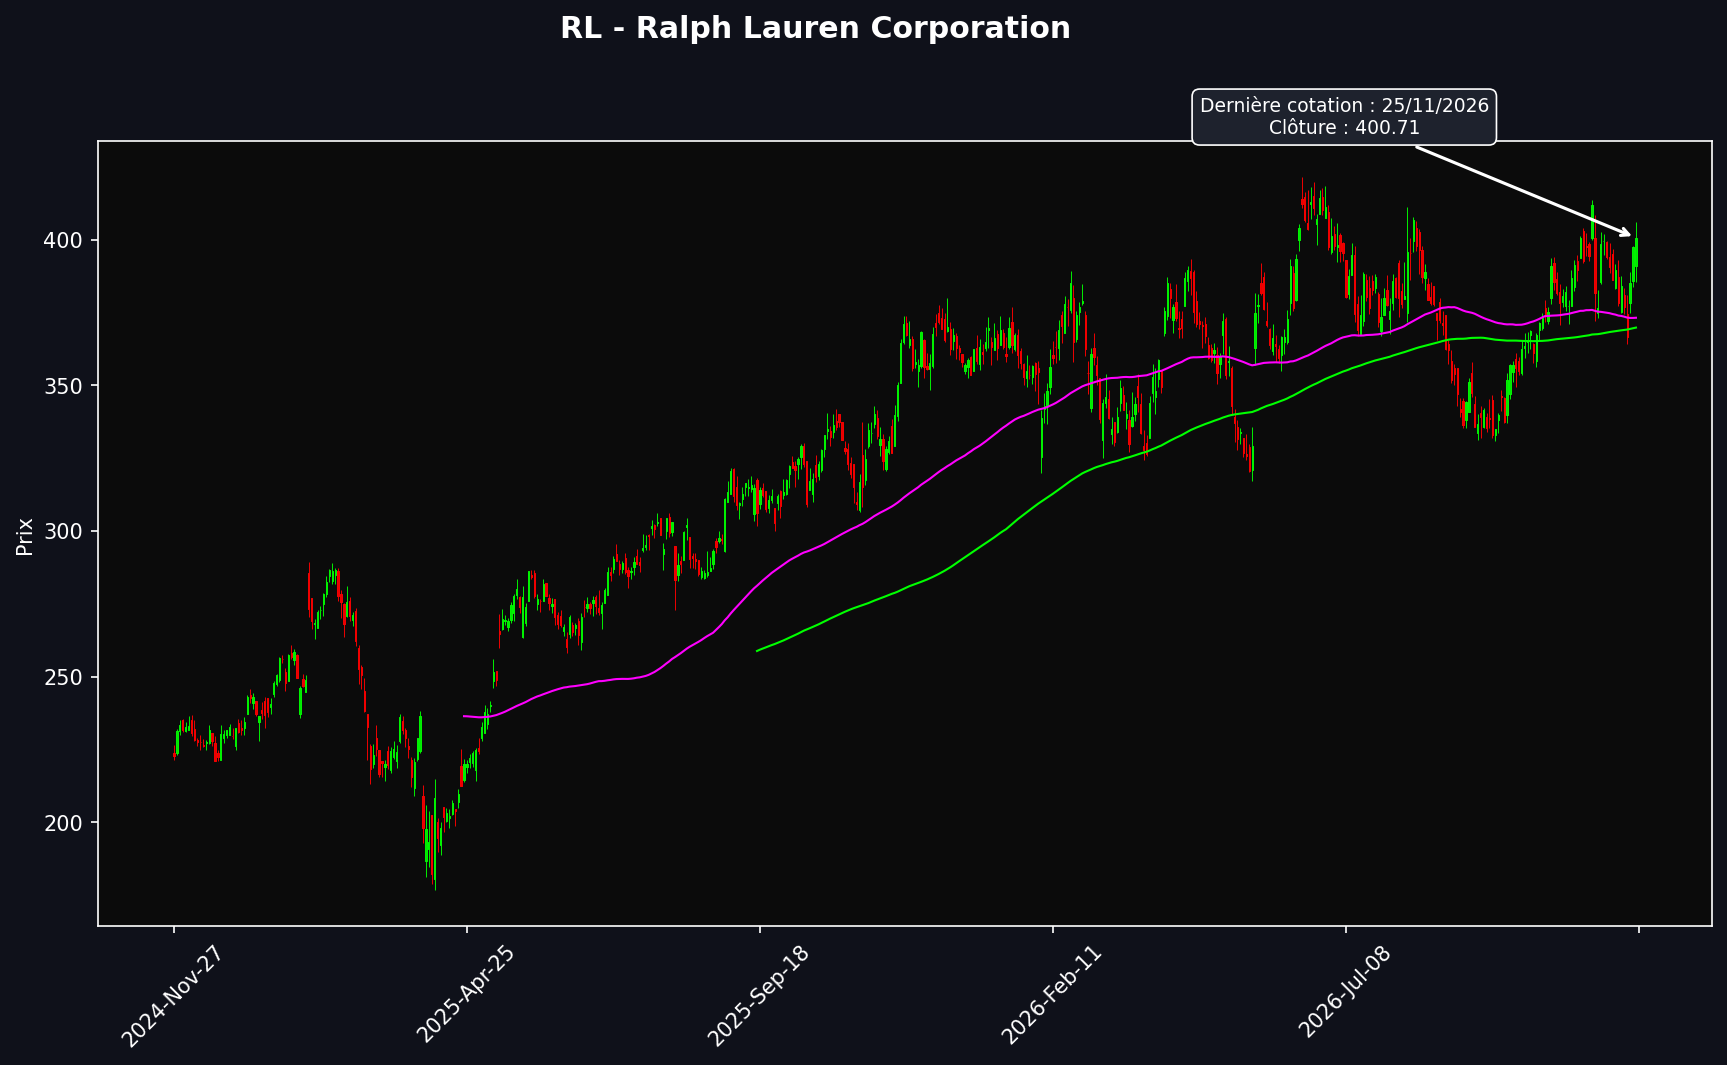 RL - Ralph Lauren Corporation
Dernière cotation : 25/11/2026
Clôture : 400.71
Prix
400
350
300
250
200
2024-Nov-27
2025-Apr-25
2025-Sep-18
2026-Feb-11
2026-Jul-08